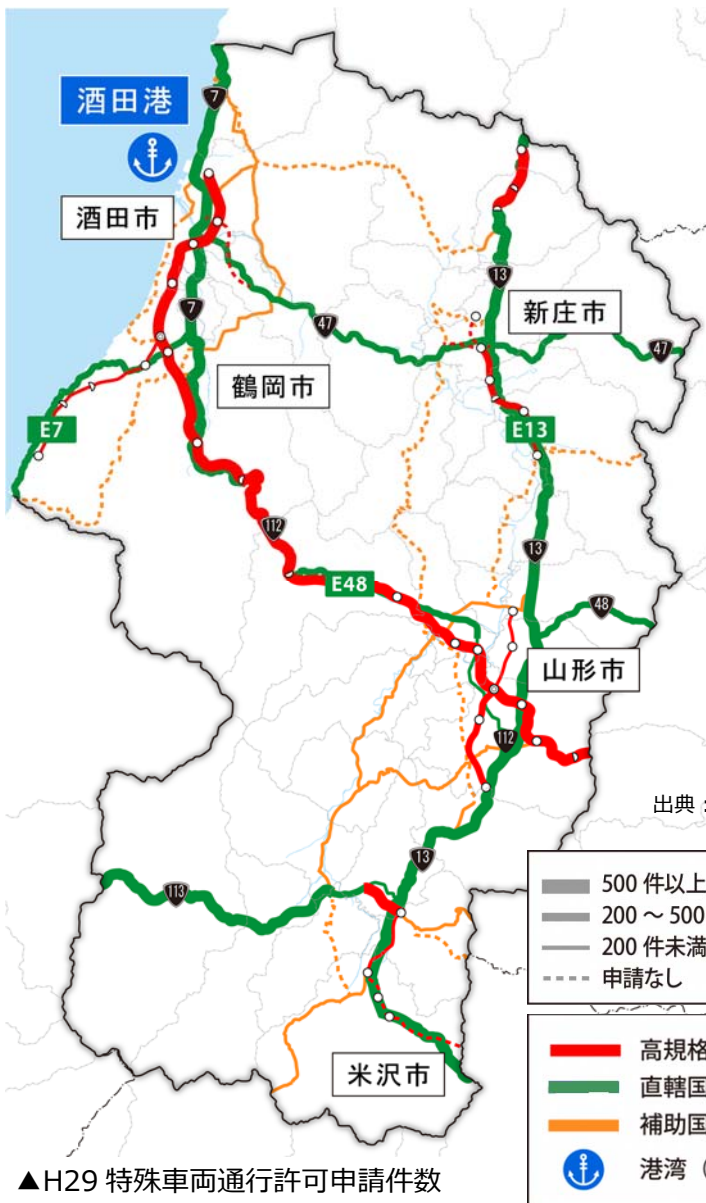 7
酒田港
酒田市
13
新庄市
7
47
47
鶴岡市
E7
E13
112
13
E48
48
山形市
112
出典:
13
113
500 件以上
200 ～ 500
200 件未満
申請なし
米沢市
高規格
直轄国
補助国
港湾（
▲H29 特殊車両通行許可申請件数